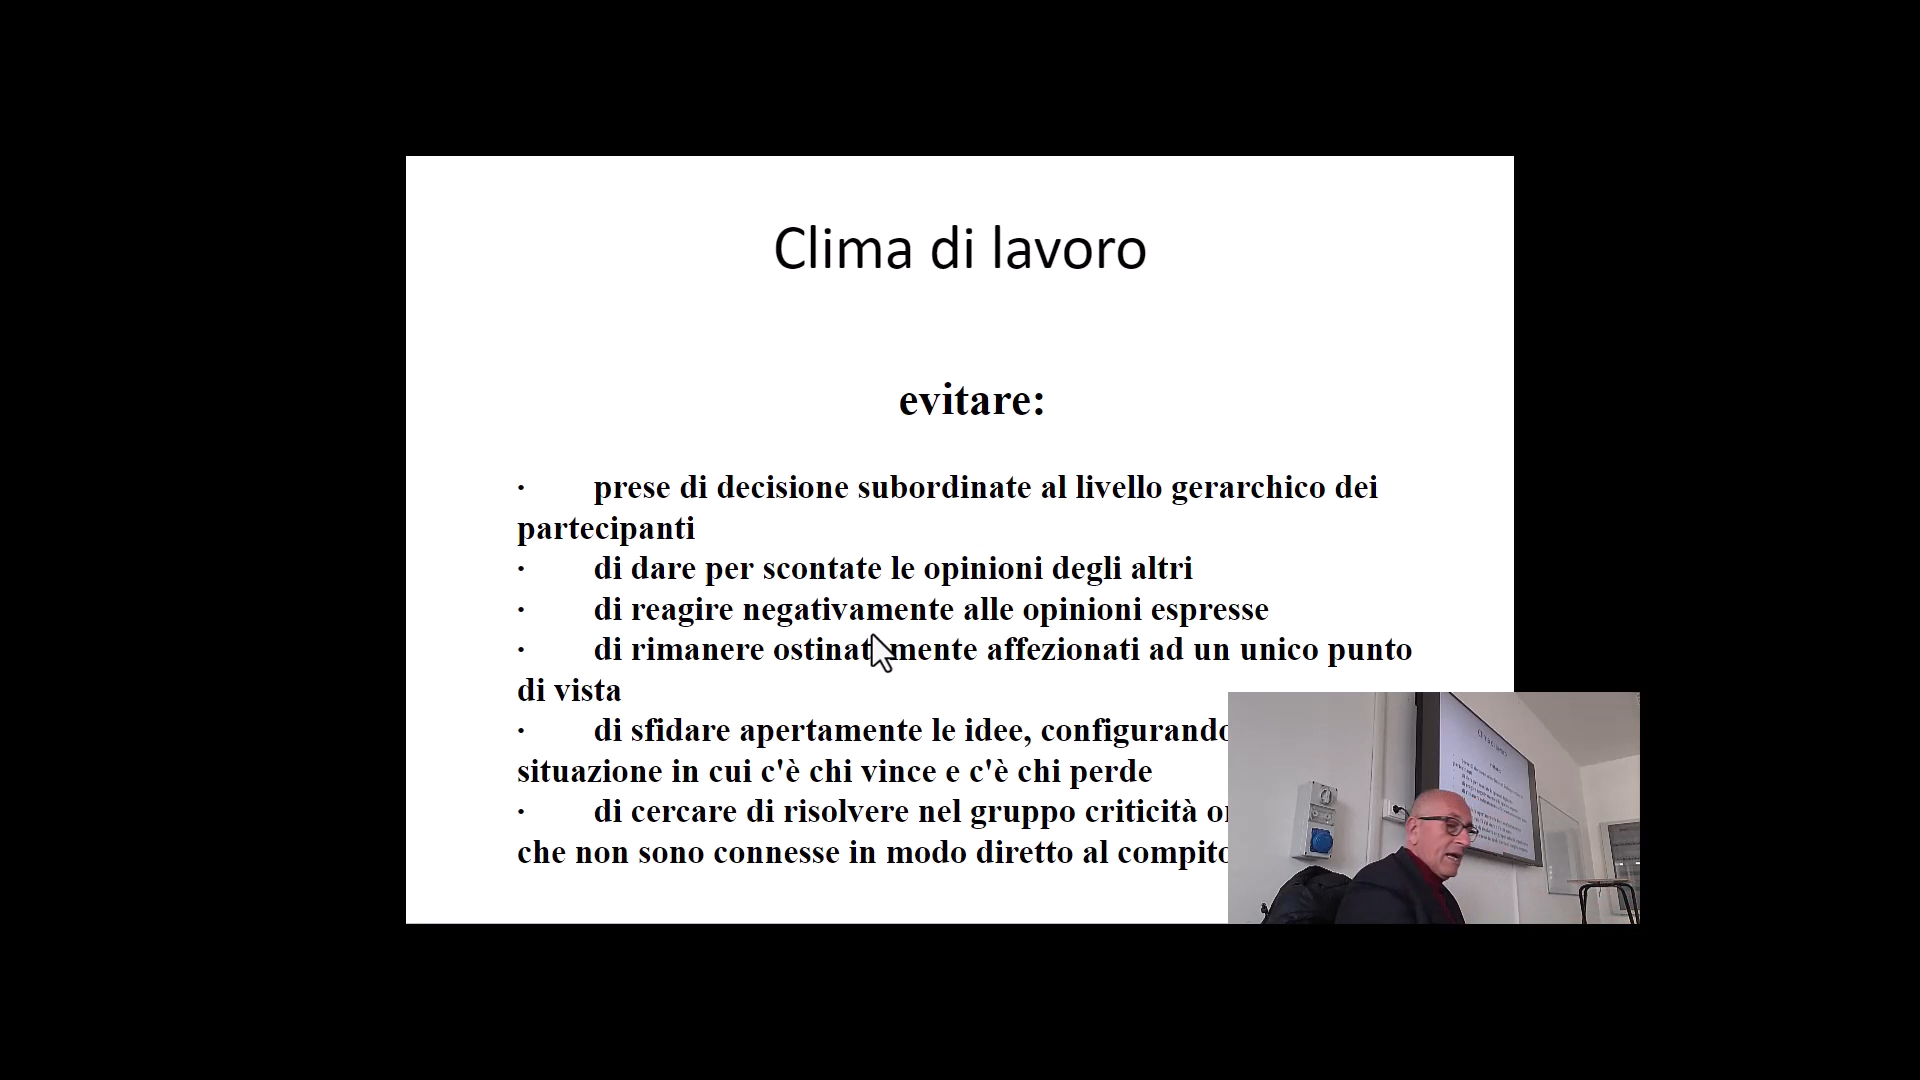 Clima di lavoro
evitare:
· prese di decisione subordinate al livello gerarchico dei
partecipanti
· di dare per scontate le opinioni degli altri
· di reagire negativamente alle opinioni espresse
· di rimanere ostinatamente affezionati ad un unico punto
di vista
· di sfidare apertamente le idee, configurando
situazione in cui c'è chi vince e c'è chi perde
· di cercare di risolvere nel gruppo criticità
che non sono connesse in modo diretto al compito